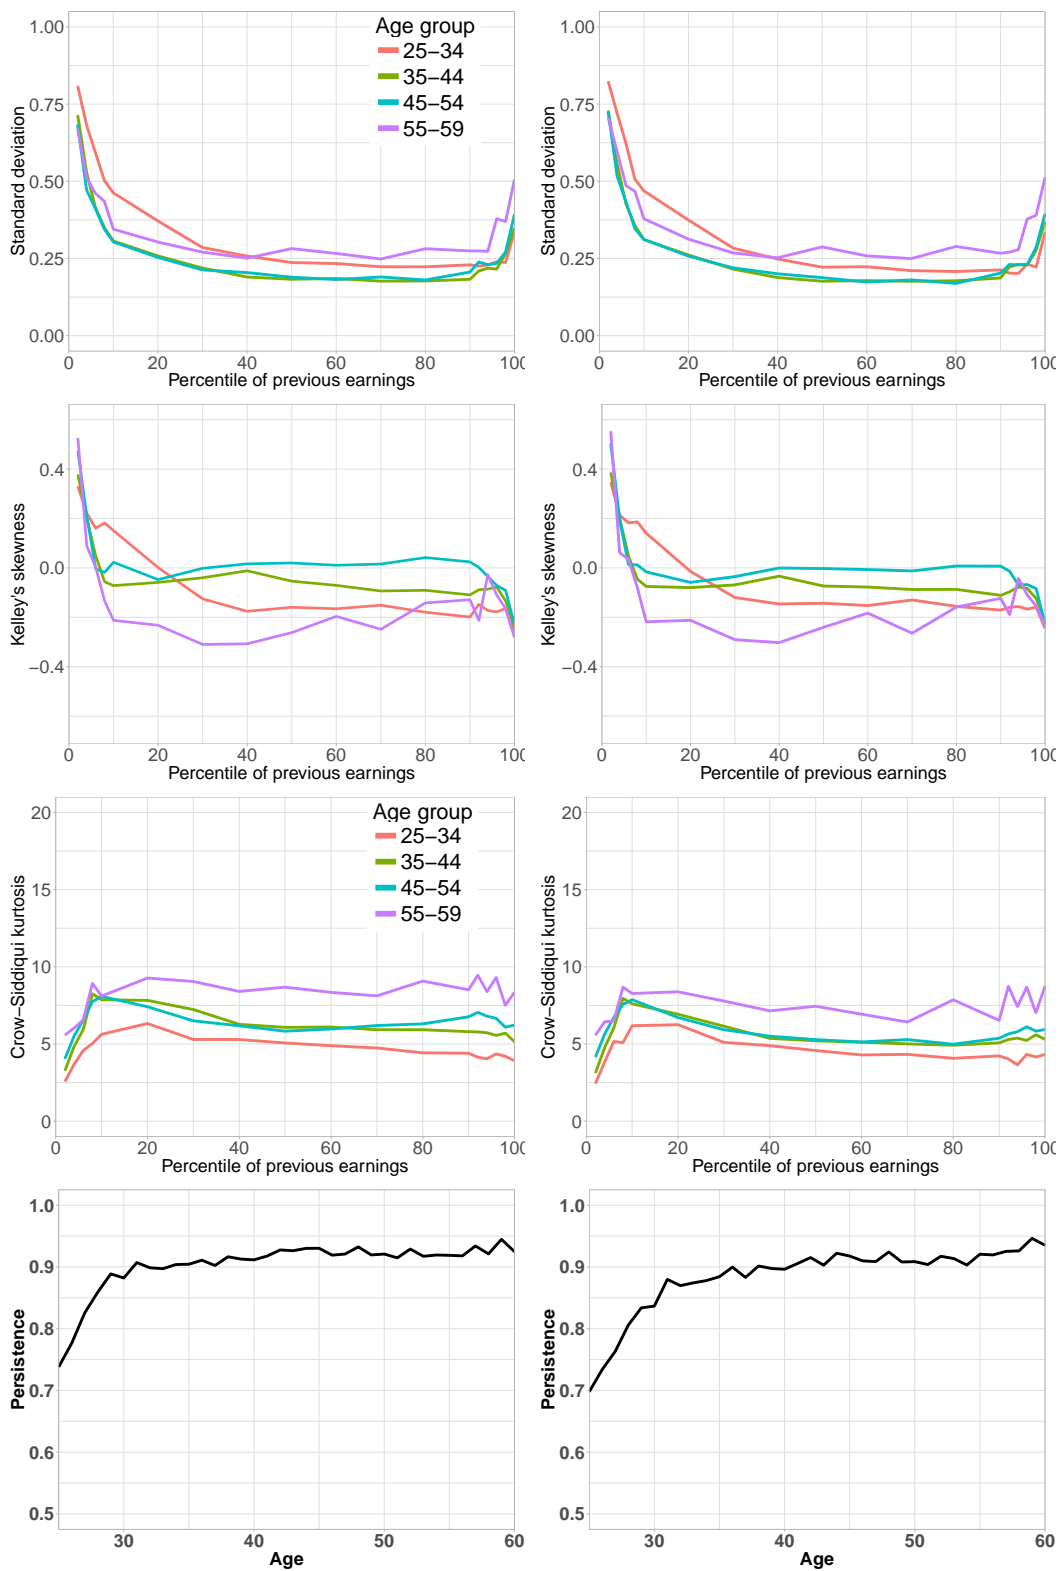 Standard deviation
1.00
0.75
0.50
0.25
0.00
Age group
25–34
35–44
45–54
55–59
0 20 40 60 80 100
Percentile of previous earnings
Standard deviation
1.00
0.75
0.50
0.25
0.00
0 20 40 60 80 100
Percentile of previous earnings
Kelley's skewness
0.4
0.0
−0.4
0 20 40 60 80 100
Percentile of previous earnings
Kelley's skewness
0.4
0.0
−0.4
0 20 40 60 80 100
Percentile of previous earnings
Crow–Siddiqui kurtosis
20
15
10
5
0
Age group
25–34
35–44
45–54
55–59
0 20 40 60 80 100
Percentile of previous earnings
Crow–Siddiqui kurtosis
20
15
10
5
0
0 20 40 60 80 100
Percentile of previous earnings
Persistence
1.0
0.9
0.8
0.7
0.6
0.5
30 40 50 60
Age
Persistence
1.0
0.9
0.8
0.7
0.6
0.5
30 40 50 60
Age